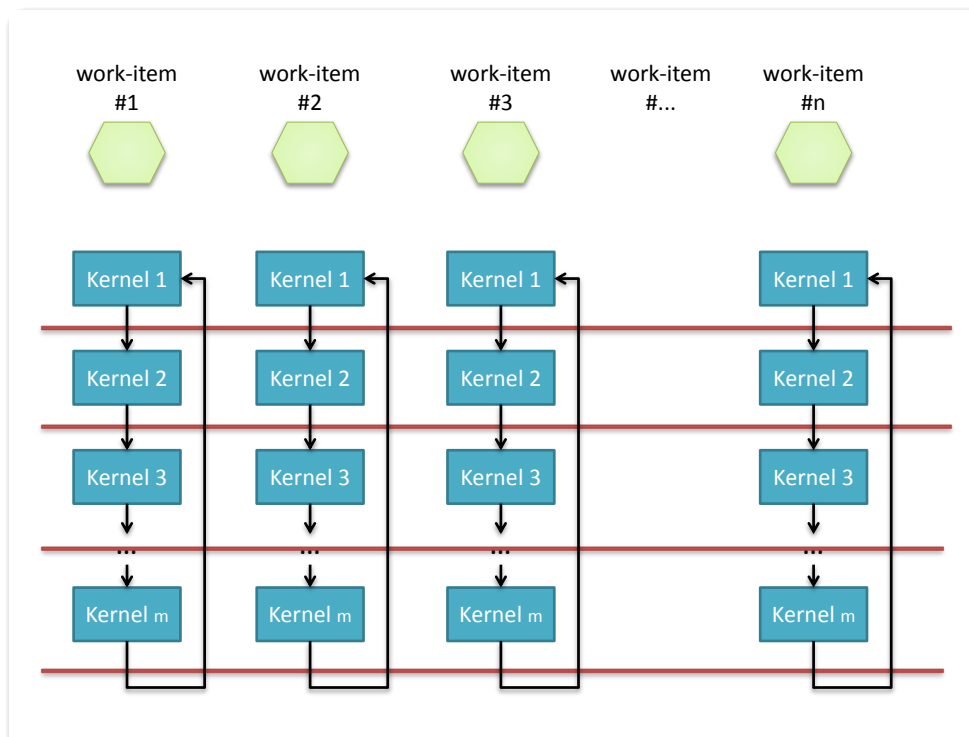 work-item
#1
work-item
#2
work-item
#3
work-item
#...
work-item
#n
Kernel 1
Kernel 1
Kernel 1
Kernel 1
Kernel 2
Kernel 2
Kernel 2
Kernel 2
Kernel 3
Kernel 3
Kernel 3
Kernel 3
...
...
...
...
Kernel m
Kernel m
Kernel m
Kernel m